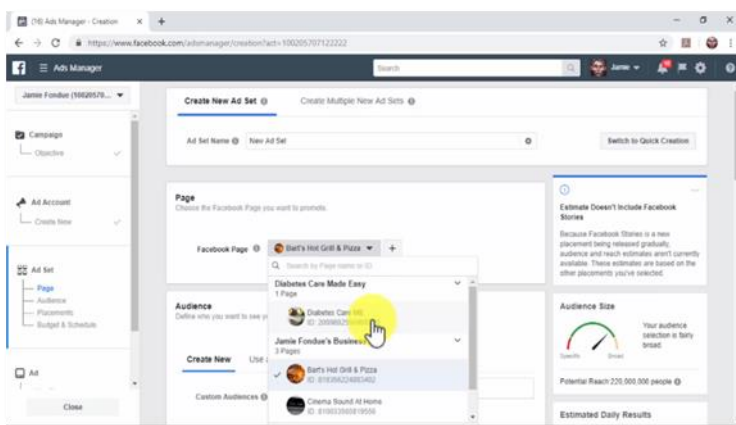 (16) Ads Manager - Creation
https://www.facebook.com/adsmanager/creation?act=100205707122222
Ads Manager
Search
Jamie
Jamie Fondue (10020570...
Create New Ad Set
Create Multiple New Ad Sets
Campaign
Objective
Ad Set Name
New Ad Set
Switch to Quick Creation
Ad Account
Create New
Page
Choose the Facebook Page you want to promote.
Facebook Page
Bart's Hot Grill & Pizza
Search by Page name or ID
Diabetes Care Made Easy
1 Page
Diabetes Care
ID:
Jamie Fondue's Business
3 Pages
Bart's Hot Grill & Pizza
ID:
Cinema Sound At Home
ID:
Ad Set
Page
Audience
Placements
Budget & Schedule
Audience
Define who you want to see
Create New
Use
Custom Audiences
Ad
Close
Estimate Doesn't Include Facebook
Stories
Because Facebook Stories is a new
placement being released gradually,
audience and reach estimates aren't currently
available. These estimates are based on the
other placements you've selected.
Audience Size
Your audience
selection is fairly
broad.
Specific
Broad
Potential Reach 220,000,000 people
Estimated Daily Results